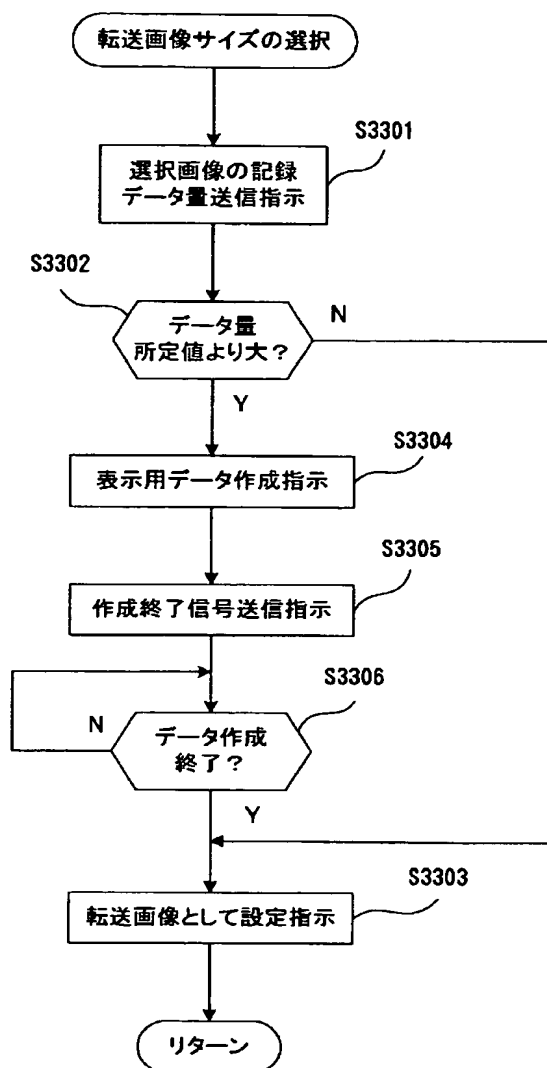 転送画像サイズの選択
S3301
選択画像の記録
データ量送信指示
S3302
データ量
所定値より大?
N
Y
S3304
表示用データ作成指示
S3305
作成終了信号送信指示
S3306
データ作成
終了?
N
Y
S3303
転送画像として設定指示
リターン